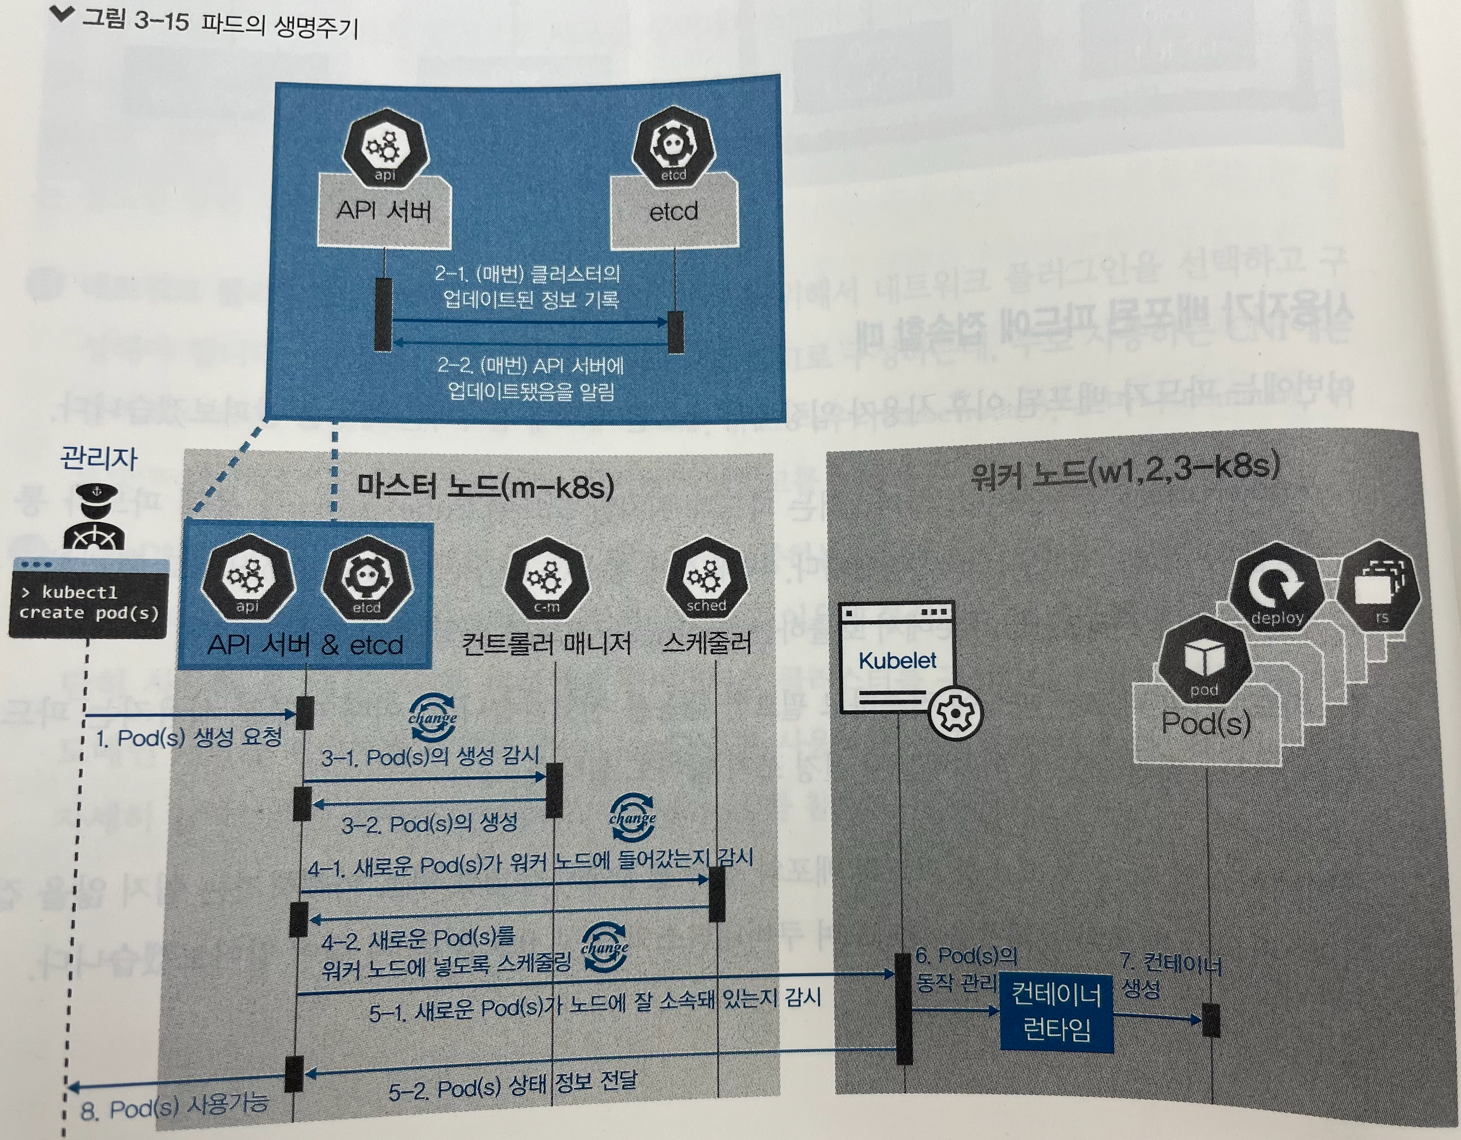 그림 3-15 파드의 생명주기
api
API 서버
etcd
etcd
2-1. (매번) 클러스터의
업데이트된 정보 기록
2-2. (매번) API 서버에
업데이트됐음을 알림
관리자
> kubectl
create pod(s)
마스터 노드(m-k8s)
api
etcd
API 서버 & etcd
c-m
컨트롤러 매니저
sched
스케줄러
워커 노드(w1,2,3-k8s)
Kubelet
deploy
rs
pod
Pod(s)
1. Pod(s) 생성 요청
change
3-1. Pod(s)의 생성 감시
3-2. Pod(s)의 생성
change
4-1. 새로운 Pod(s)가 워커 노드에 들어갔는지 감시
4-2. 새로운 Pod(s)를
워커 노드에 넣도록 스케줄링
change
5-1. 새로운 Pod(s)가 노드에 잘 소속돼 있는지 감시
6. Pod(s)의
동작 관리
컨테이너
런타임
7. 컨테이너
생성
5-2. Pod(s) 상태 정보 전달
8. Pod(s) 사용가능